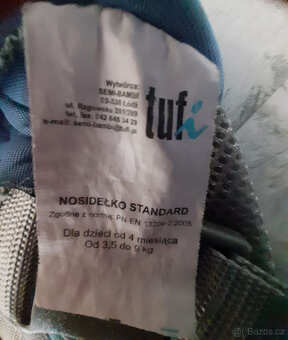 Wytwórca:
SEMI-BAMBI
93-338 Łódź
ul. Rzgowska 281/289
tel. fax. 042 646 34 29
e-mail: semi-bambi@tufi.pl
tufi
NOSIDEŁKO STANDARD
Zgodne z normą: PN-EN 13209-2:2005
Dla dzieci od 4 miesiąca
Od 3,5 do 9 kg
Bazos.cz